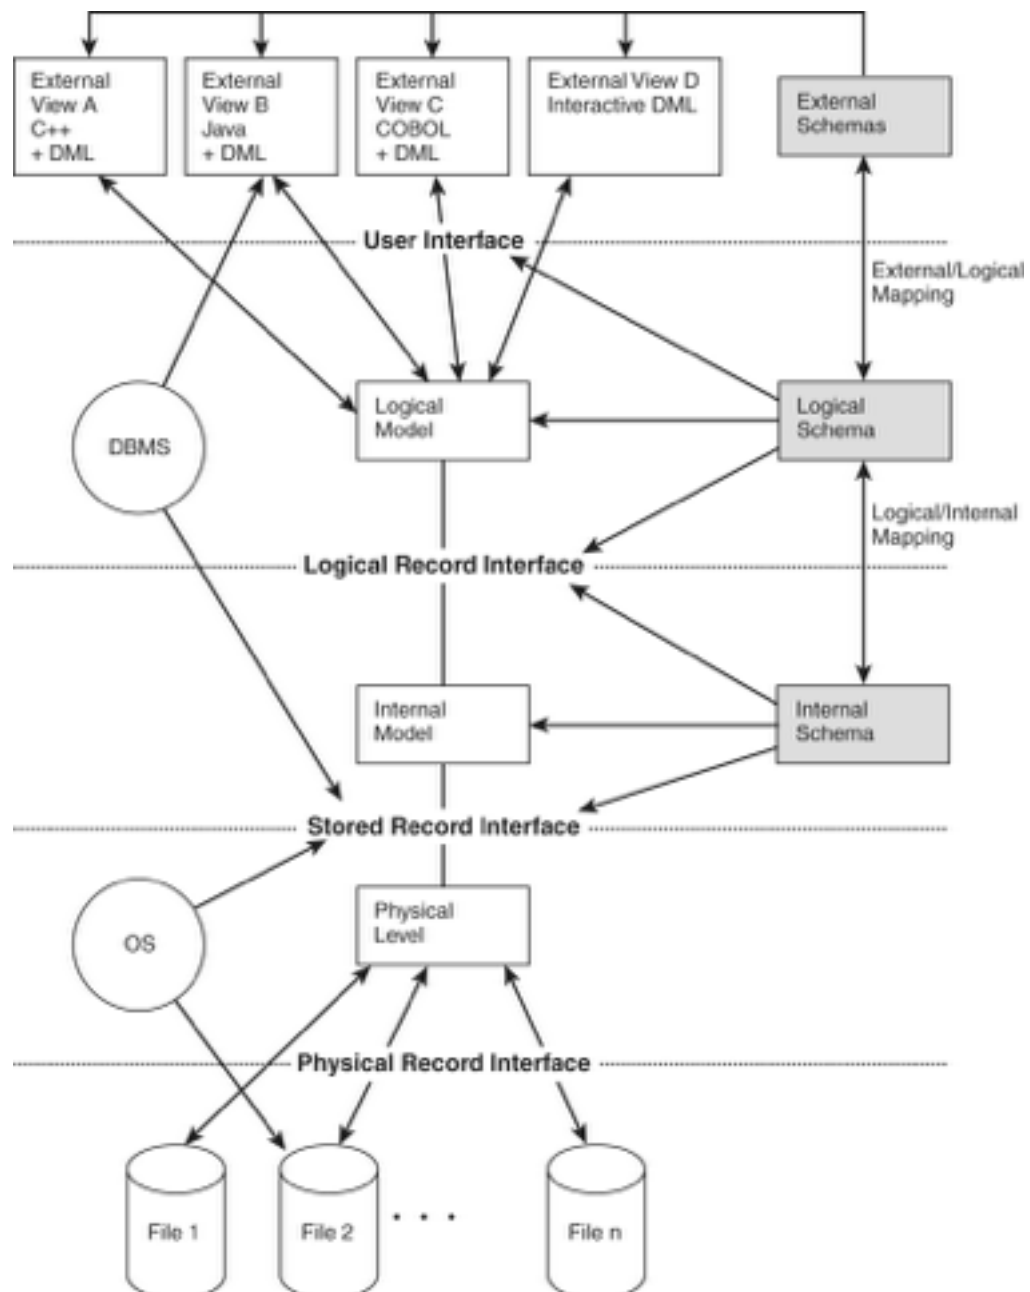 External
View A
C++
+ DML
External
View B
Java
+ DML
External
View C
COBOL
+ DML
External View D
Interactive DML
External
Schemas
User Interface
External/Logical
Mapping
Logical
Model
Logical
Schema
DBMS
Logical/Internal
Mapping
Logical Record Interface
Internal
Model
Internal
Schema
Stored Record Interface
Physical
Level
OS
Physical Record Interface
File 1
File 2
. . .
File n